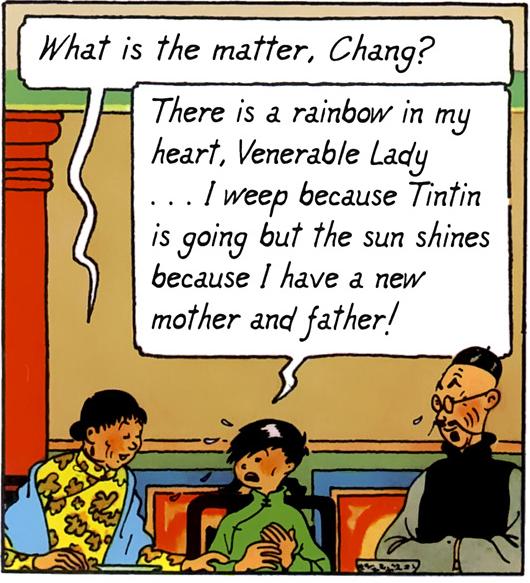 What is the matter, Chang?
There is a rainbow in my
heart, Venerable Lady
. . . I weep because Tintin
is going but the sun shines
because I have a new
mother and father!